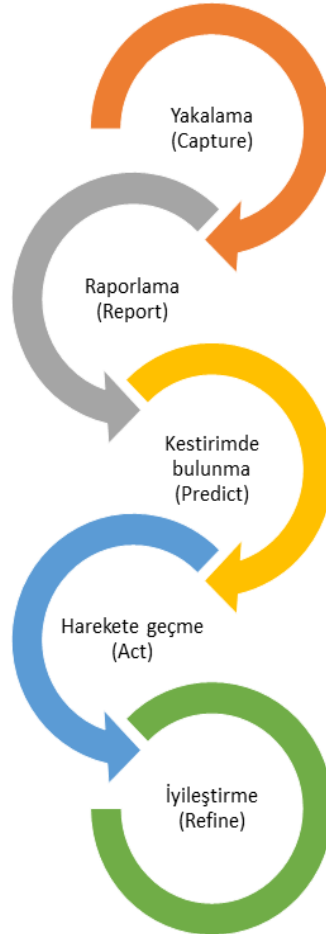 Yakalama
(Capture)
Raporlama
(Report)
Kestirimde
bulunma
(Predict)
Harekete geçme
(Act)
İyileştirme
(Refine)